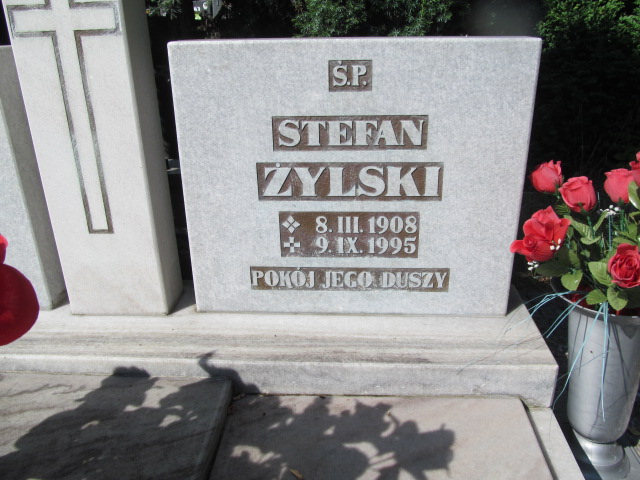 Ś.P.
STEFAN
ŻYLSKI
8. III. 1908
9. IX. 1995
POKÓJ JEGO DUSZY